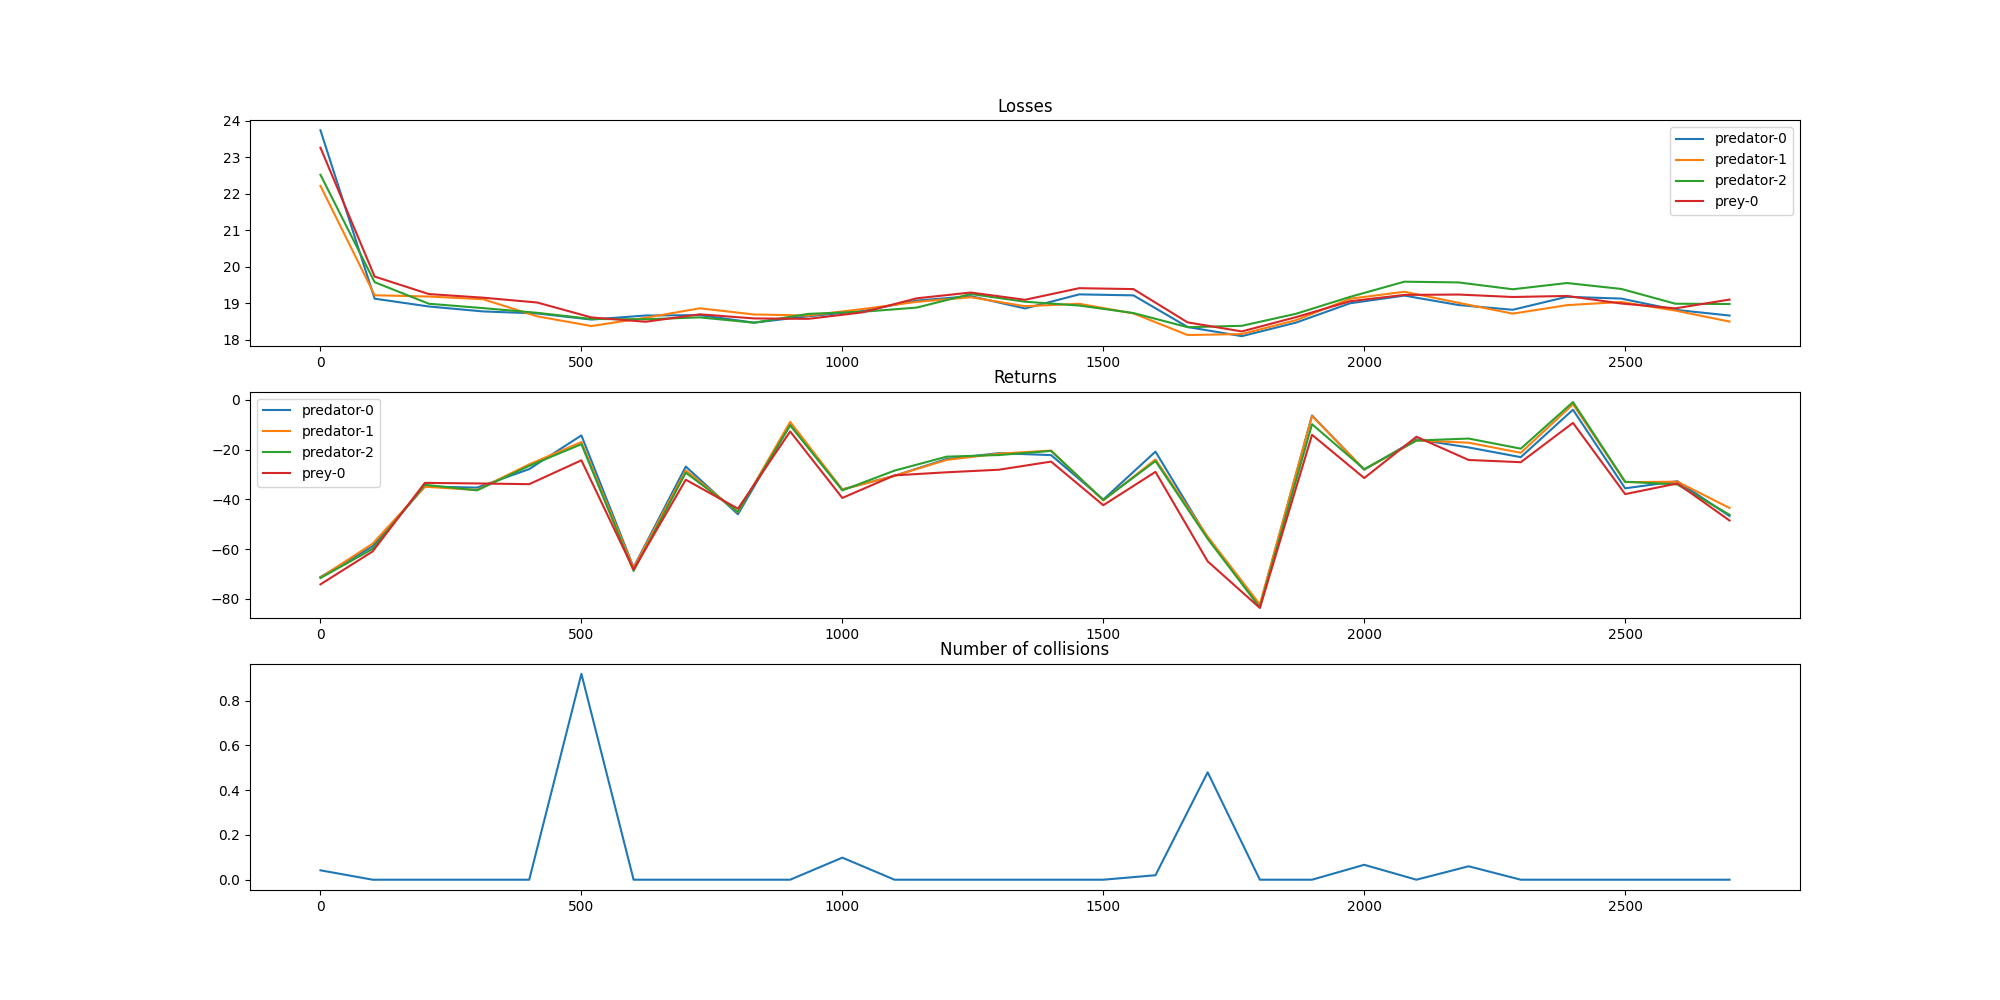 Losses
24
23
22
21
20
19
18
predator-0
predator-1
predator-2
prey-0
0 500 1000 1500 2000 2500
Returns
0
−20
−40
−60
−80
predator-0
predator-1
predator-2
prey-0
0 500 1000 1500 2000 2500
Number of collisions
0.8
0.6
0.4
0.2
0.0
0 500 1000 1500 2000 2500